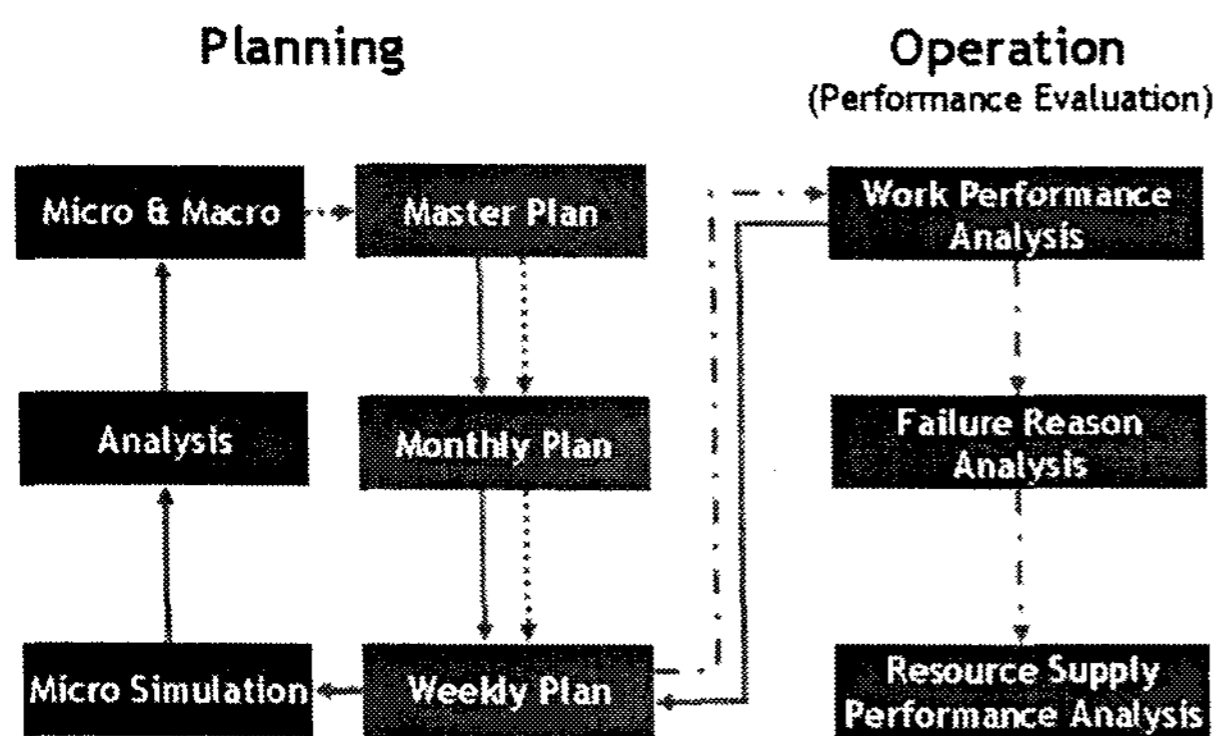 Planning
Operation
(Performance Evaluation)
Micro & Macro
Master Plan
Work Performance
Analysis
Analysis
Monthly Plan
Failure Reason
Analysis
Micro Simulation
Weekly Plan
Resource Supply
Performance Analysis